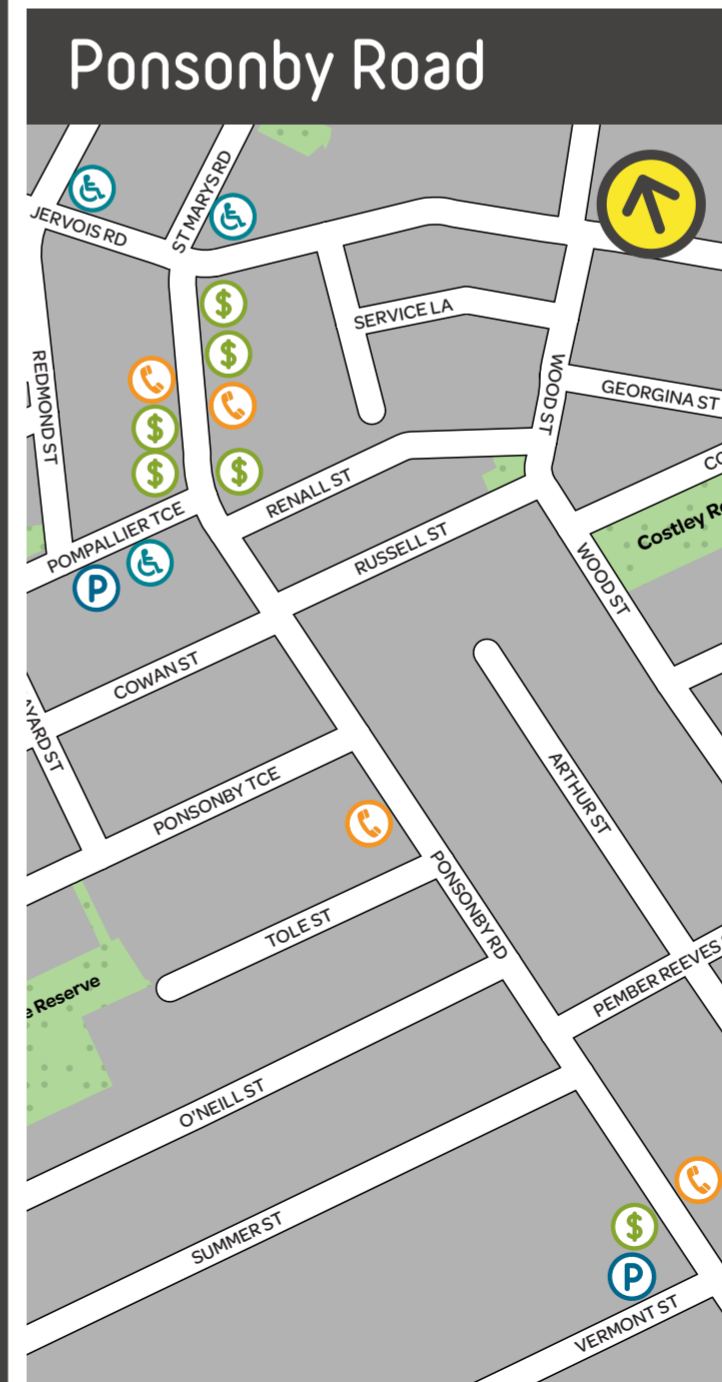 Ponsonby Road
JERVOIS RD
ST MARYS RD
$
$
SERVICE LA
REDMOND ST
WOOD ST
GEORGINA ST
$
$
$
RENALL ST
POMPALLIER TCE
RUSSELL ST
Costley
P
WOOD ST
COWAN ST
ARTHUR ST
PONSONBY TCE
PONSONBY RD
TOLE ST
PEMBER REEVES
e Reserve
O'NEILL ST
SUMMER ST
$
P
VERMONT ST